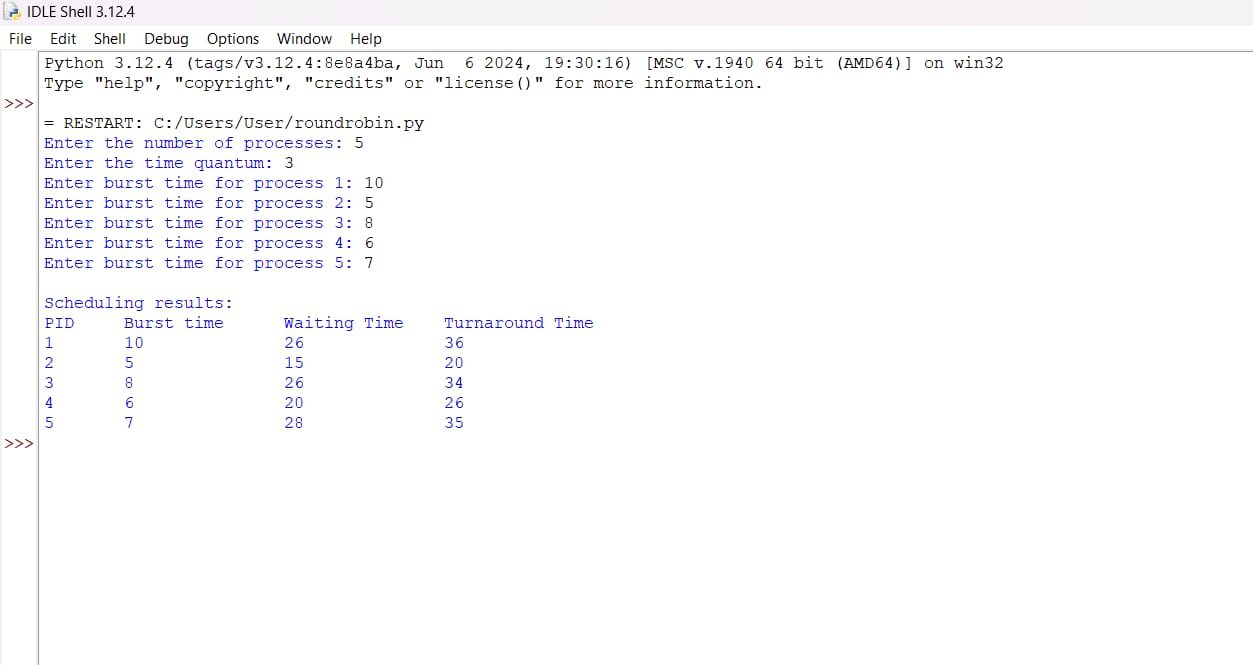 IDLE Shell 3.12.4
File Edit Shell Debug Options Window Help
Python 3.12.4 (tags/v3.12.4:8e8a4ba, Jun  6 2024, 19:30:16) [MSC v.1940 64 bit (AMD64)] on win32
Type "help", "copyright", "credits" or "license()" for more information.
>>>
= RESTART: C:/Users/User/roundrobin.py
Enter the number of processes: 5
Enter the time quantum: 3
Enter burst time for process 1: 10
Enter burst time for process 2: 5
Enter burst time for process 3: 8
Enter burst time for process 4: 6
Enter burst time for process 5: 7
Scheduling results:
PID Burst time Waiting Time Turnaround Time
1 10 26 36
2 5 15 20
3 8 26 34
4 6 20 26
5 7 28 35
>>>